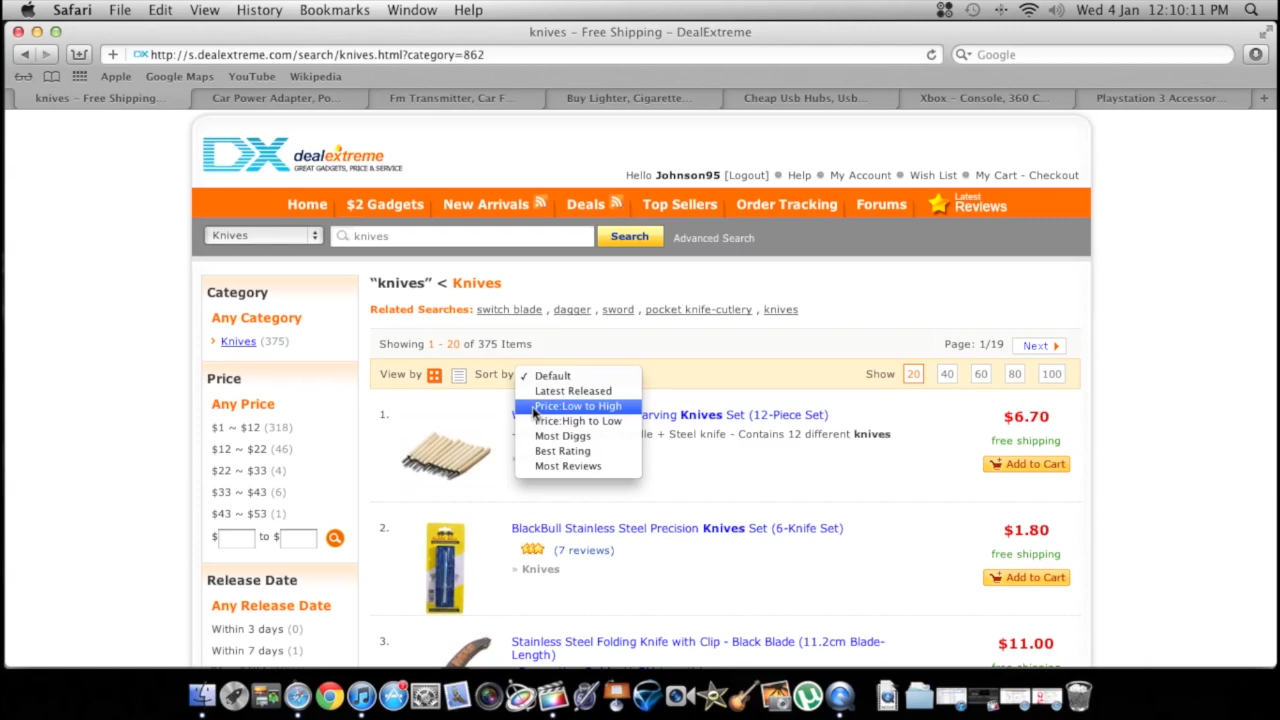 Safari File Edit View History Bookmarks Window Help Wed 4 Jan 12:10:11 PM
knives – Free Shipping – DealExtreme
DX http://s.dealextreme.com/search/knives.html?category=862 Google
Apple Google Maps YouTube Wikipedia
knives – Free Shipping... Car Power Adapter, Po... Fm Transmitter, Car F... Buy Lighter, Cigarette... Cheap Usb Hubs, Usb... Xbox – Console, 360 C... Playstation 3 Accessor...
DX dealextreme
GREAT GADGETS, PRICE & SERVICE
Hello Johnson95 [Logout] Help My Account Wish List My Cart - Checkout
Home $2 Gadgets New Arrivals Deals Top Sellers Order Tracking Forums Latest Reviews
Knives knives Search Advanced Search
Category
Any Category
Knives (375)
Price
Any Price
$1 ~ $12 (318)
$12 ~ $22 (46)
$22 ~ $33 (4)
$33 ~ $43 (6)
$43 ~ $53 (1)
$ to $
Release Date
Any Release Date
Within 3 days (0)
Within 7 days (1)
"knives" < Knives
Related Searches: switch blade , dagger , sword , pocket knife-cutlery , knives
Showing 1 - 20 of 375 Items Page: 1/19 Next
View by Sort by Show 20 40 60 80 100
✓ Default
Latest Released
Price:Low to High
Price:High to Low
Most Diggs
Best Rating
Most Reviews
1. Knives Set (12-Piece Set) $6.70
Steel knife - Contains 12 different knives free shipping
Add to Cart
2. BlackBull Stainless Steel Precision Knives Set (6-Knife Set) $1.80
(7 reviews) free shipping
» Knives Add to Cart
3. Stainless Steel Folding Knife with Clip - Black Blade (11.2cm Blade- $11.00
Length)